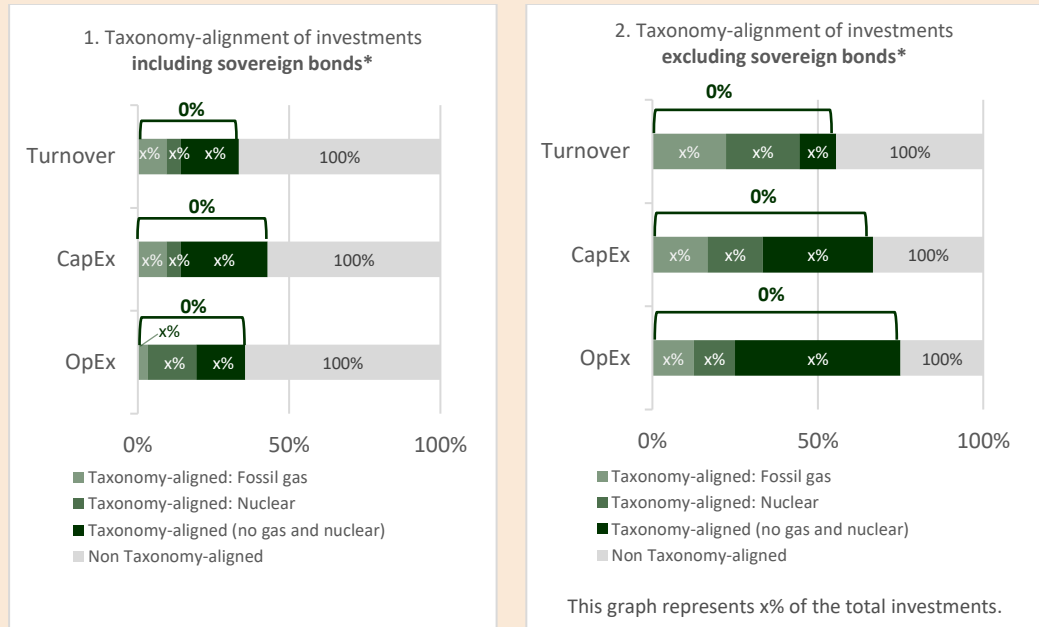 1. Taxonomy-alignment of investments
including sovereign bonds*
0%
Turnover
x%
x%
x%
100%
0%
CapEx
x%
x%
x%
100%
0%
x%
OpEx
x%
x%
100%
0%
50%
100%
Taxonomy-aligned: Fossil gas
Taxonomy-aligned: Nuclear
Taxonomy-aligned (no gas and nuclear)
Non Taxonomy-aligned
2. Taxonomy-alignment of investments
excluding sovereign bonds*
0%
Turnover
x%
x%
x%
100%
0%
CapEx
x%
x%
x%
100%
0%
OpEx
x%
x%
x%
100%
0%
50%
100%
Taxonomy-aligned: Fossil gas
Taxonomy-aligned: Nuclear
Taxonomy-aligned (no gas and nuclear)
Non Taxonomy-aligned
This graph represents x% of the total investments.